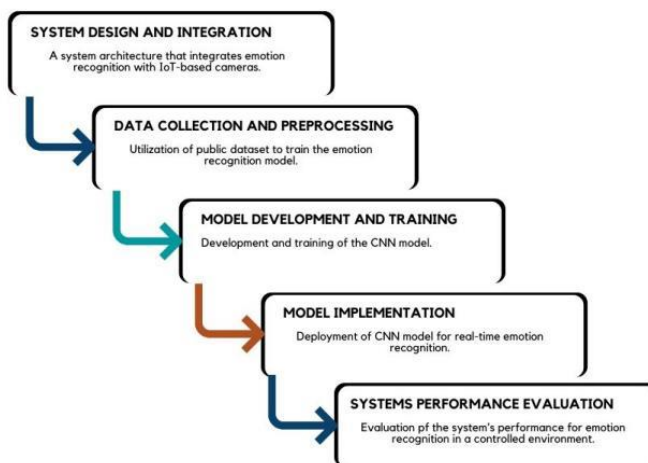 SYSTEM DESIGN AND INTEGRATION
A system architecture that integrates emotion
recognition with IoT-based cameras.
DATA COLLECTION AND PREPROCESSING
Utilization of public dataset to train the emotion
recognition model.
MODEL DEVELOPMENT AND TRAINING
Development and training of the CNN model.
MODEL IMPLEMENTATION
Deployment of CNN model for real-time emotion
recognition.
SYSTEMS PERFORMANCE EVALUATION
Evaluation pf the system's performance for emotion
recognition in a controlled environment.